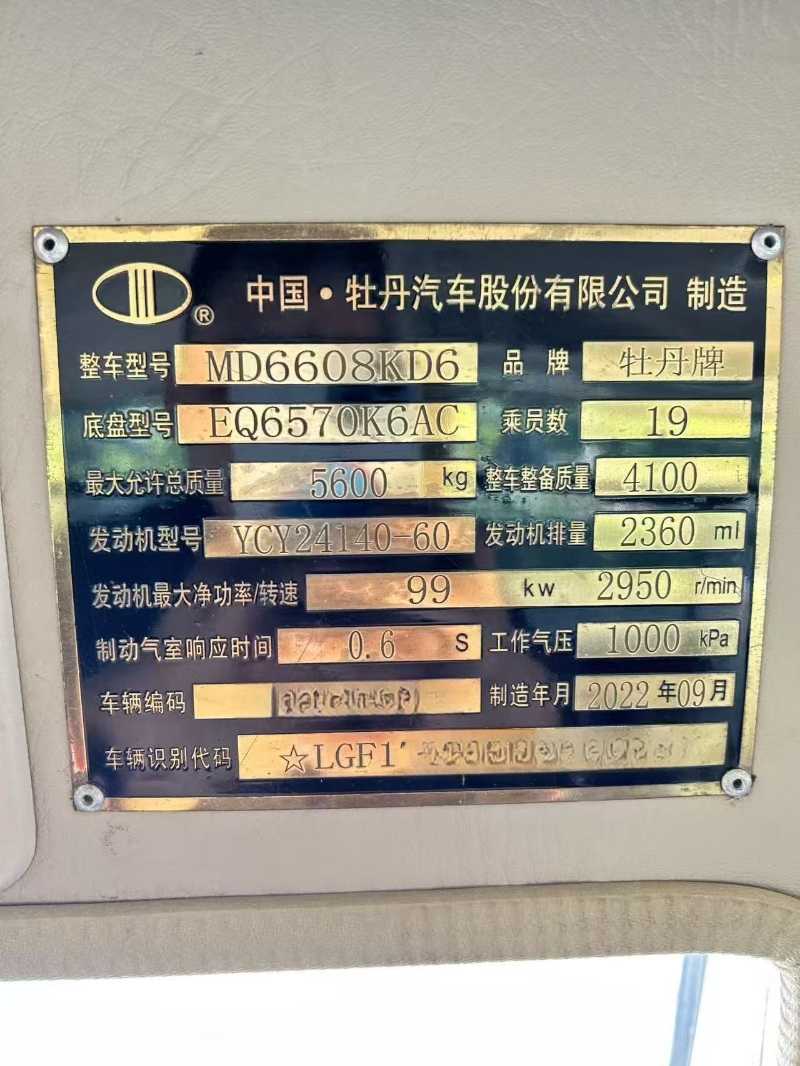 ® 中国·牡丹汽车股份有限公司 制造
整车型号 MD6608KD6 品牌 牡丹牌
底盘型号 EQ6570K6AC 乘员数 19
最大允许总质量 5600 kg 整车整备质量 4100
发动机型号 YCY24140-60 发动机排量 2360 ml
发动机最大净功率/转速 99 kw 2950 r/min
制动气室响应时间 0.6 S 工作气压 1000 kPa
车辆编码 制造年月 2022年09月
车辆识别代码 ☆LGF1